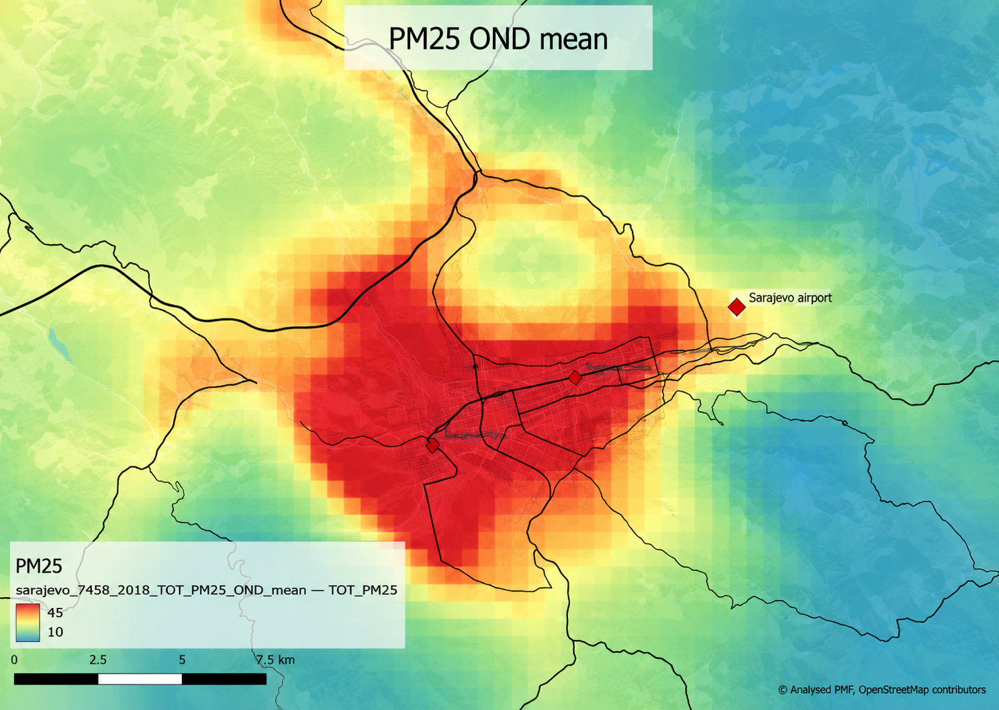 PM25 OND mean
Sarajevo airport
PM25
sarajevo_7458_2018_TOT_PM25_OND_mean — TOT_PM25
45
10
0 2.5 5 7.5 km
© Analysed PMF, OpenStreetMap contributors